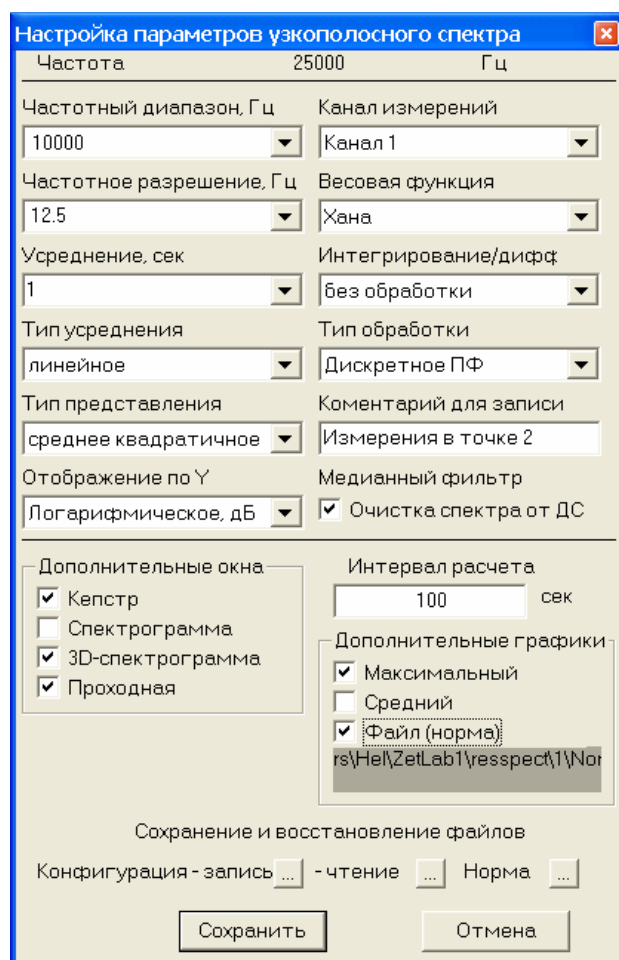 Настройка параметров узкополосного спектра
Частота 25000 Гц
Частотный диапазон, Гц Канал измерений
10000 Канал 1
Частотное разрешение, Гц Весовая функция
12.5 Хана
Усреднение, сек Интегрирование/дифф
1 без обработки
Тип усреднения Тип обработки
линейное Дискретное ПФ
Тип представления Коментарий для записи
среднее квадратичное Измерения в точке 2
Отображение по Y Медианный фильтр
Логарифмическое, дБ Очистка спектра от ДС
Дополнительные окна
Кепстр
Спектрограмма
3D-спектрограмма
Проходная
Интервал расчета
100 сек
Дополнительные графики
Максимальный
Средний
Файл (норма)
rs\Hel\ZetLab1\resspect\1\Nor
Сохранение и восстановление файлов
Конфигурация - запись ... - чтение ... Норма ...
Сохранить Отмена